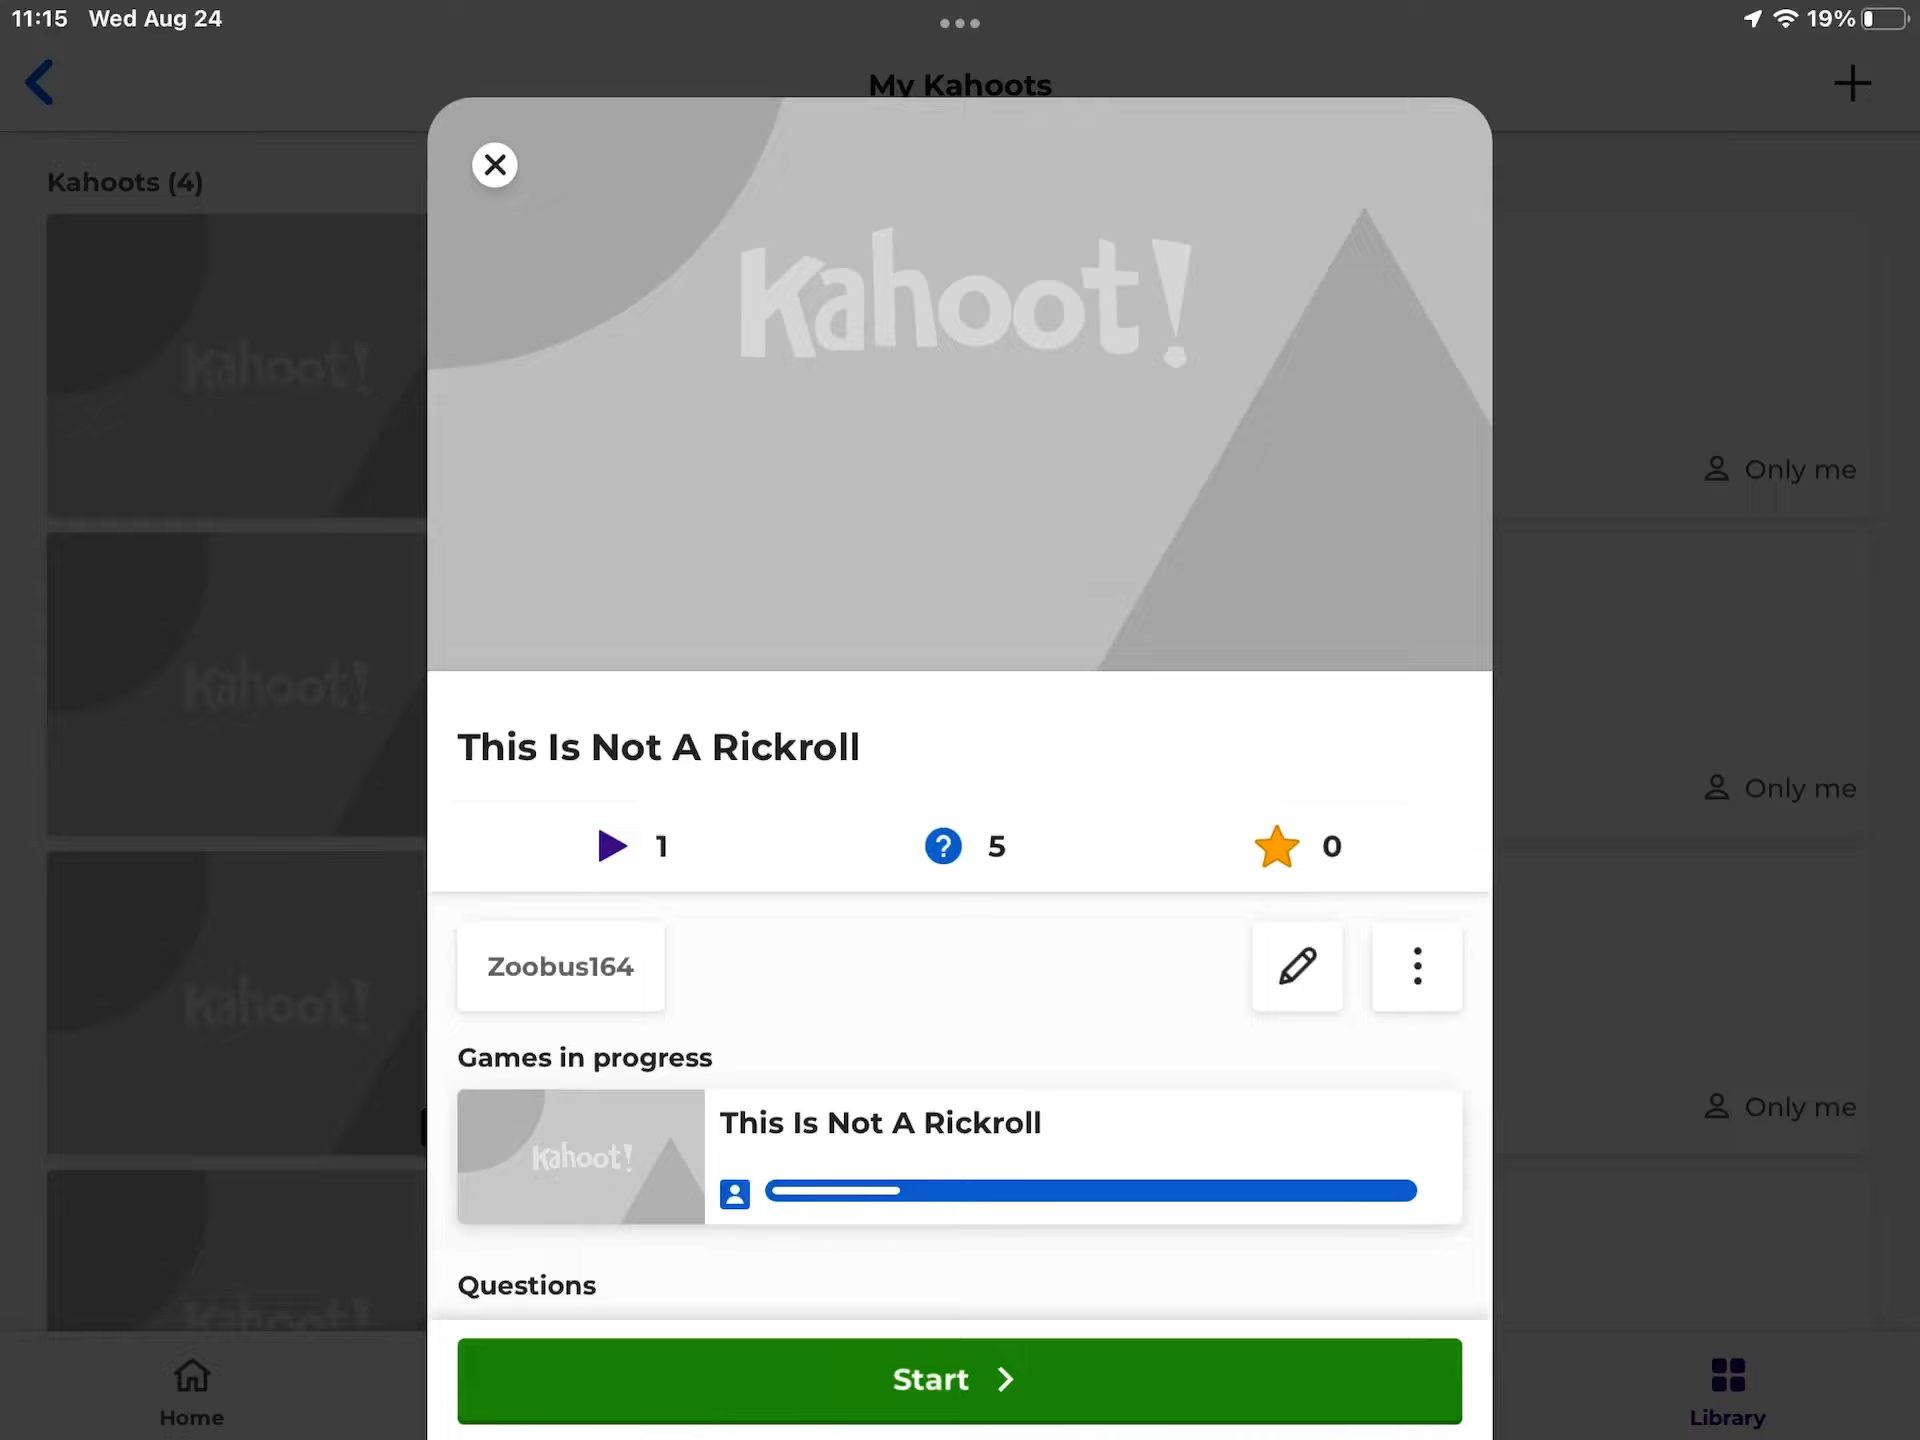 11:15 Wed Aug 24
19%
My Kahoots
Kahoots (4)
Kahoot!
Kahoot!
Only me
Kahoot!
Only me
Kahoot!
Only me
Kahoot!
This Is Not A Rickroll
1 ? 5 0
Zoobus164
Games in progress
Kahoot!
This Is Not A Rickroll
Questions
Start
Home
Library